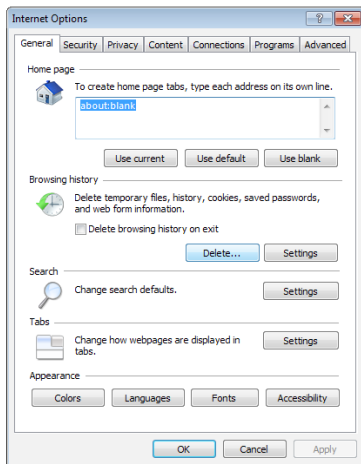 Internet Options
General Security Privacy Content Connections Programs Advanced
Home page
To create home page tabs, type each address on its own line.
about:blank
Use current Use default Use blank
Browsing history
Delete temporary files, history, cookies, saved passwords,
and web form information.
Delete browsing history on exit
Delete... Settings
Search
Change search defaults. Settings
Tabs
Change how webpages are displayed in
tabs.
Settings
Appearance
Colors Languages Fonts Accessibility
OK Cancel Apply